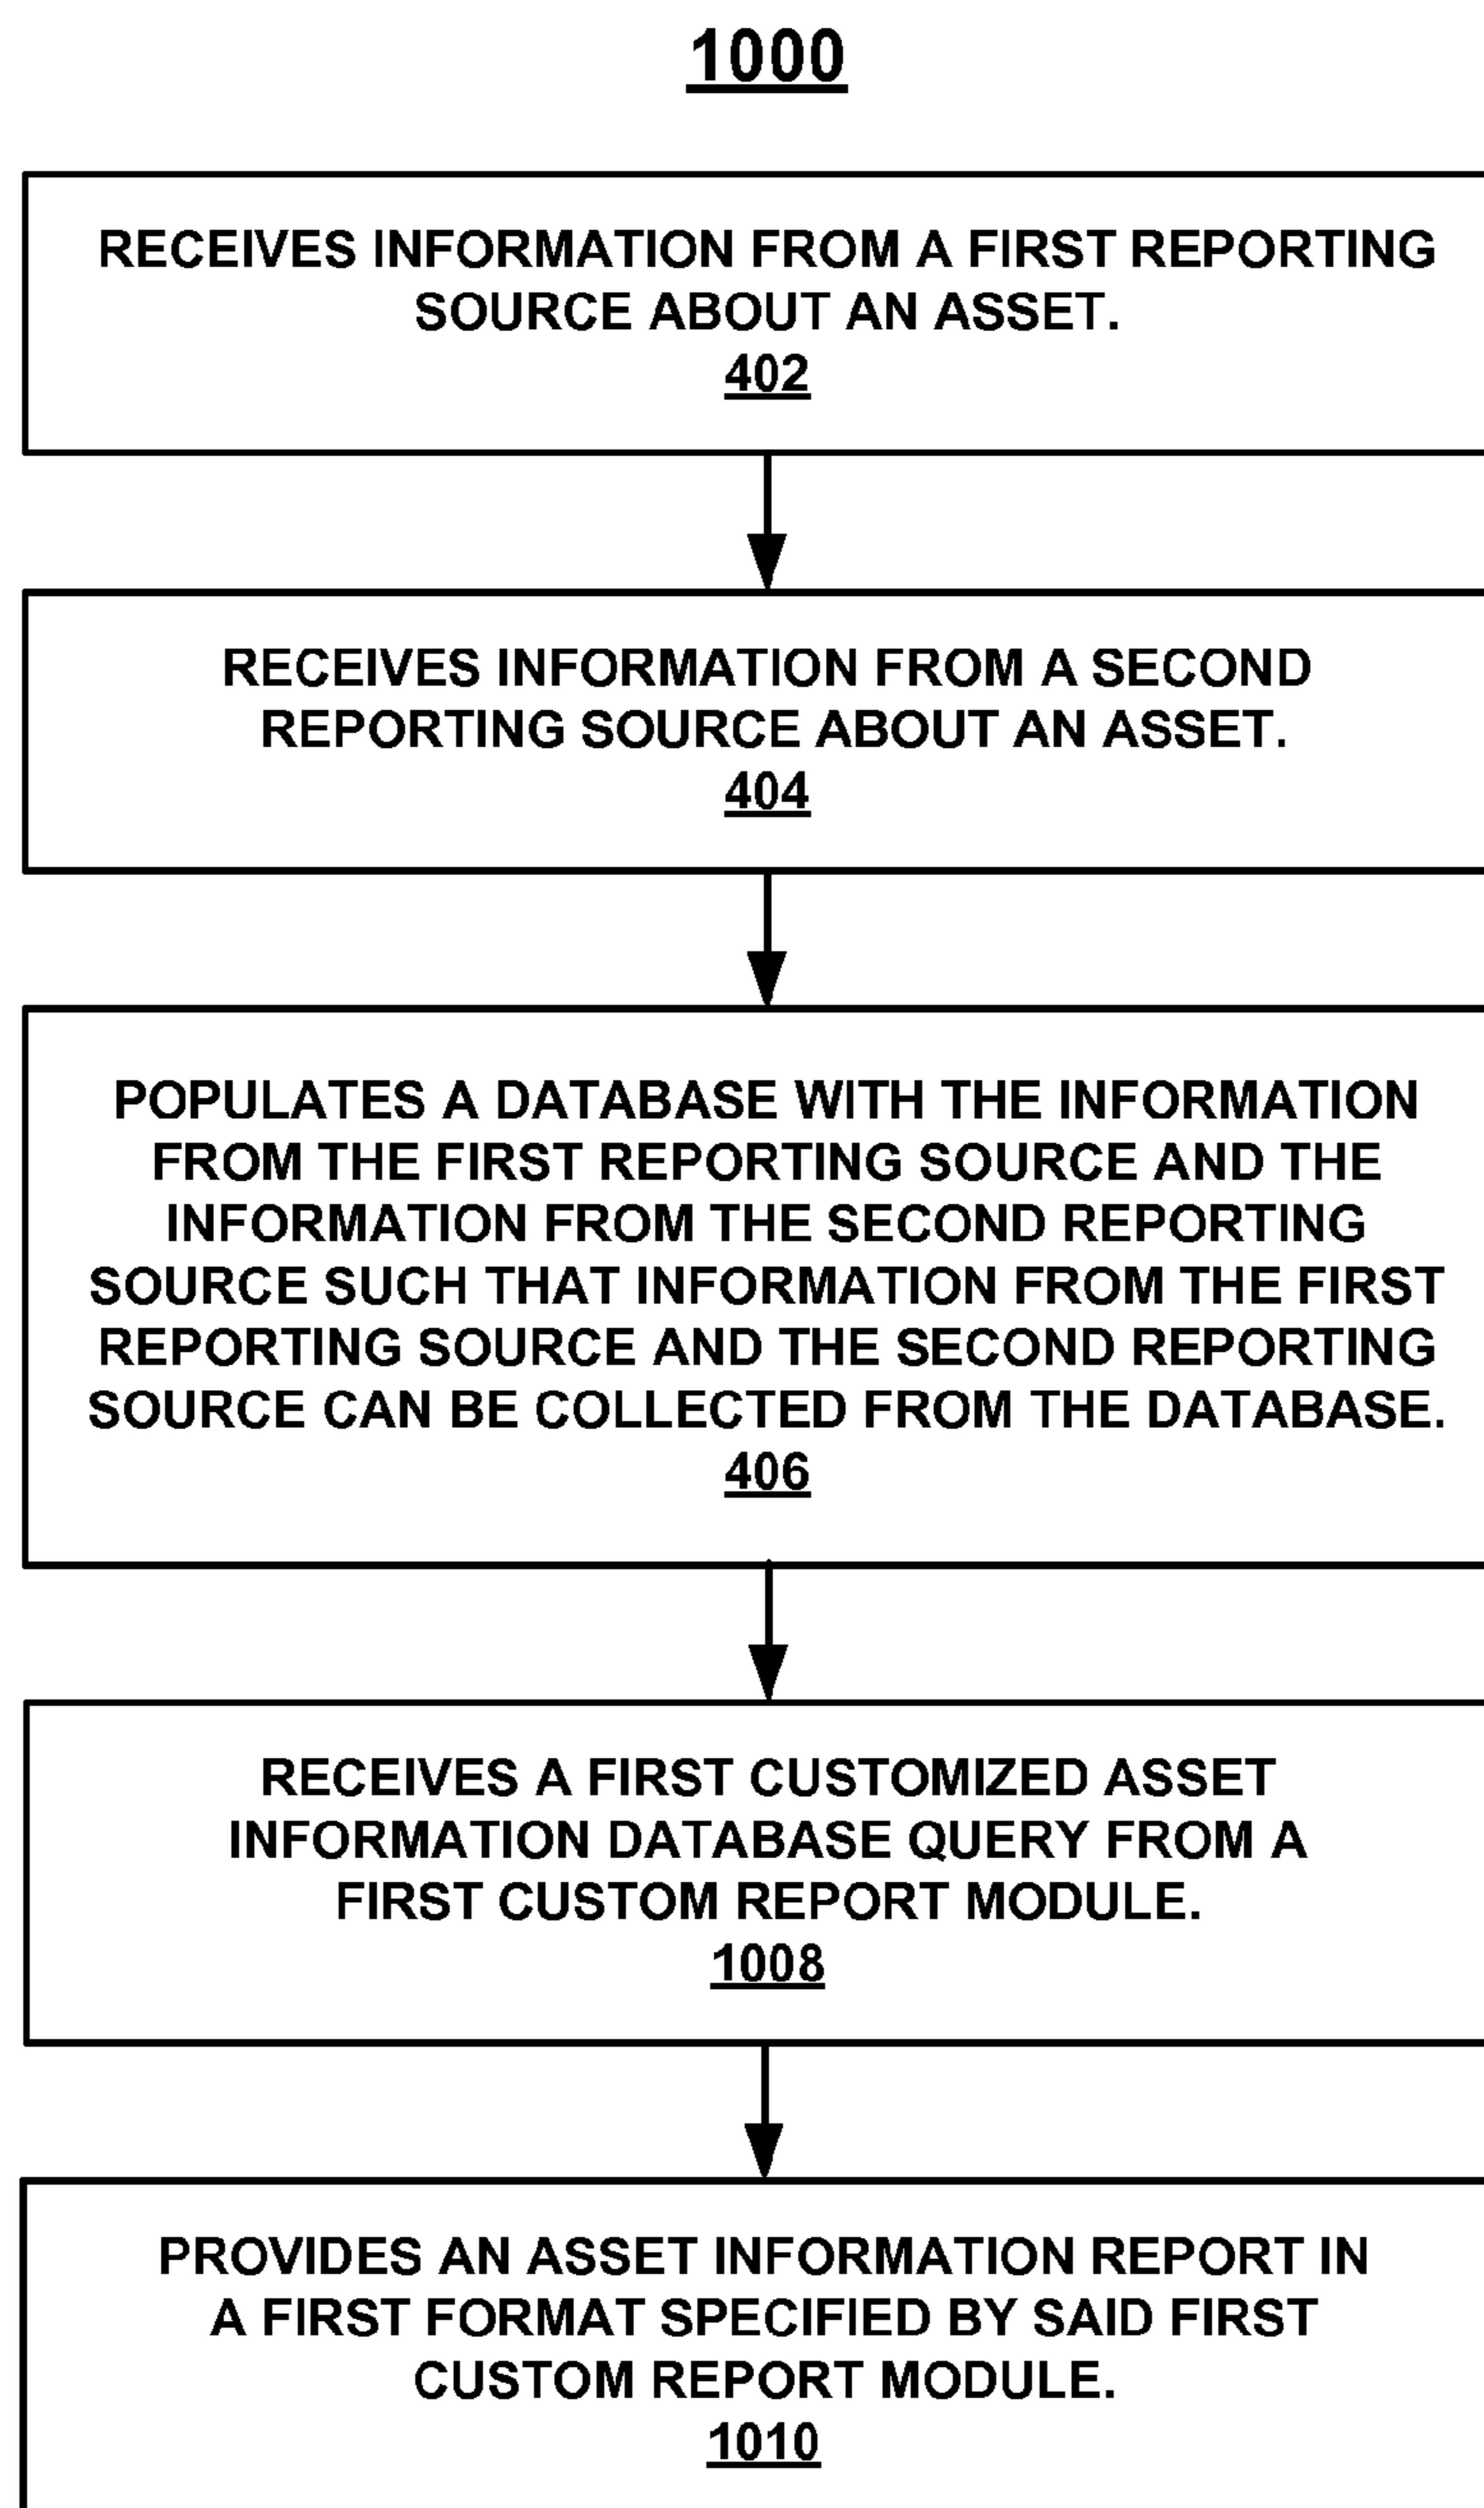 1000
RECEIVES INFORMATION FROM A FIRST REPORTING
SOURCE ABOUT AN ASSET.
402
RECEIVES INFORMATION FROM A SECOND
REPORTING SOURCE ABOUT AN ASSET.
404
POPULATES A DATABASE WITH THE INFORMATION
FROM THE FIRST REPORTING SOURCE AND THE
INFORMATION FROM THE SECOND REPORTING
SOURCE SUCH THAT INFORMATION FROM THE FIRST
REPORTING SOURCE AND THE SECOND REPORTING
SOURCE CAN BE COLLECTED FROM THE DATABASE.
406
RECEIVES A FIRST CUSTOMIZED ASSET
INFORMATION DATABASE QUERY FROM A
FIRST CUSTOM REPORT MODULE.
1008
PROVIDES AN ASSET INFORMATION REPORT IN
A FIRST FORMAT SPECIFIED BY SAID FIRST
CUSTOM REPORT MODULE.
1010